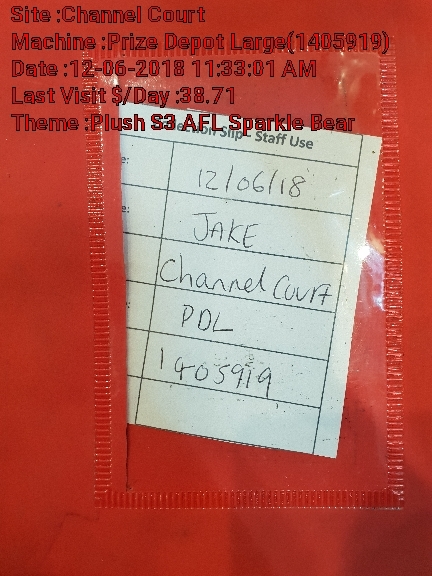 Site :Channel Court
Machine :Prize Depot Large(1405919)
Date :12-06-2018 11:33:01 AM
Last Visit $/Day :38.71
Theme :Plush S3 AFL Sparkle Bear
Slip - Staff Use
e:
12/06/18
e:
JAKE
Channel Court
PDL
1405919